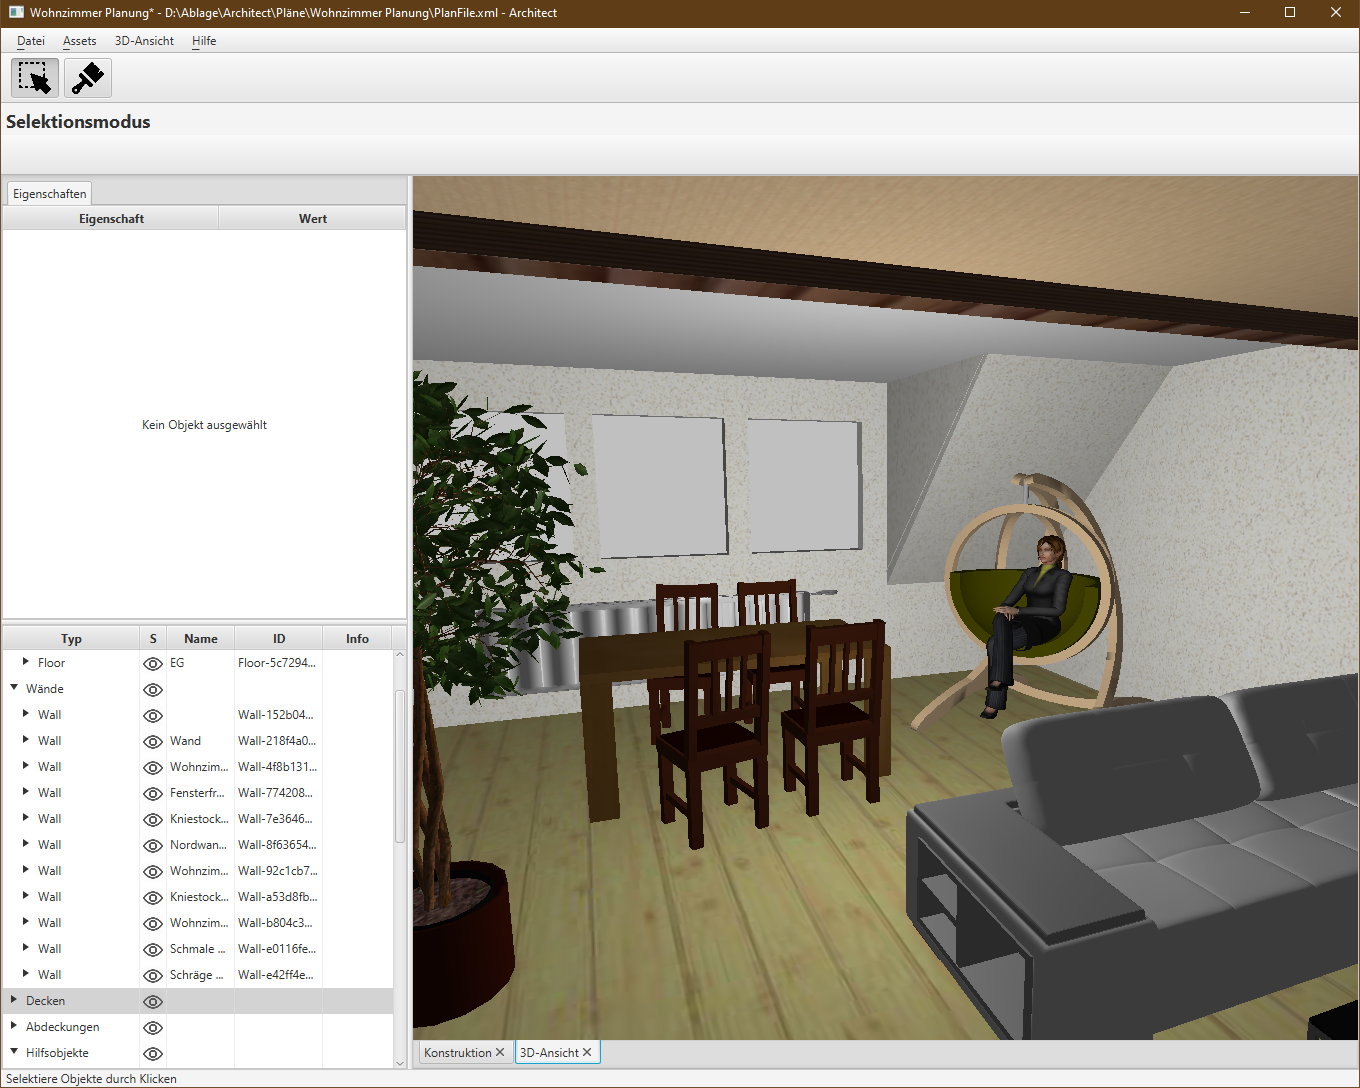 Wohnzimmer Planung* - D:\Ablage\Architect\Pläne\Wohnzimmer Planung\PlanFile.xml - Architect
Datei Assets 3D-Ansicht Hilfe
Selektionsmodus
Eigenschaften
Eigenschaft Wert
Kein Objekt ausgewählt
Typ S Name ID Info
Floor EG Floor-5c7294...
Wände
Wall Wall-152b04...
Wall Wand Wall-218f4a0...
Wall Wohnzim... Wall-4f8b131...
Wall Fensterfr... Wall-774208...
Wall Kniestock... Wall-7e3646...
Wall Nordwan... Wall-8f63654...
Wall Wohnzim... Wall-92c1cb7...
Wall Kniestock... Wall-a53d8fb...
Wall Wohnzim... Wall-b804c3...
Wall Schmale ... Wall-e0116fe...
Wall Schräge ... Wall-e42ff4e...
Decken
Abdeckungen
Hilfsobjekte
Konstruktion 3D-Ansicht
Selektiere Objekte durch Klicken